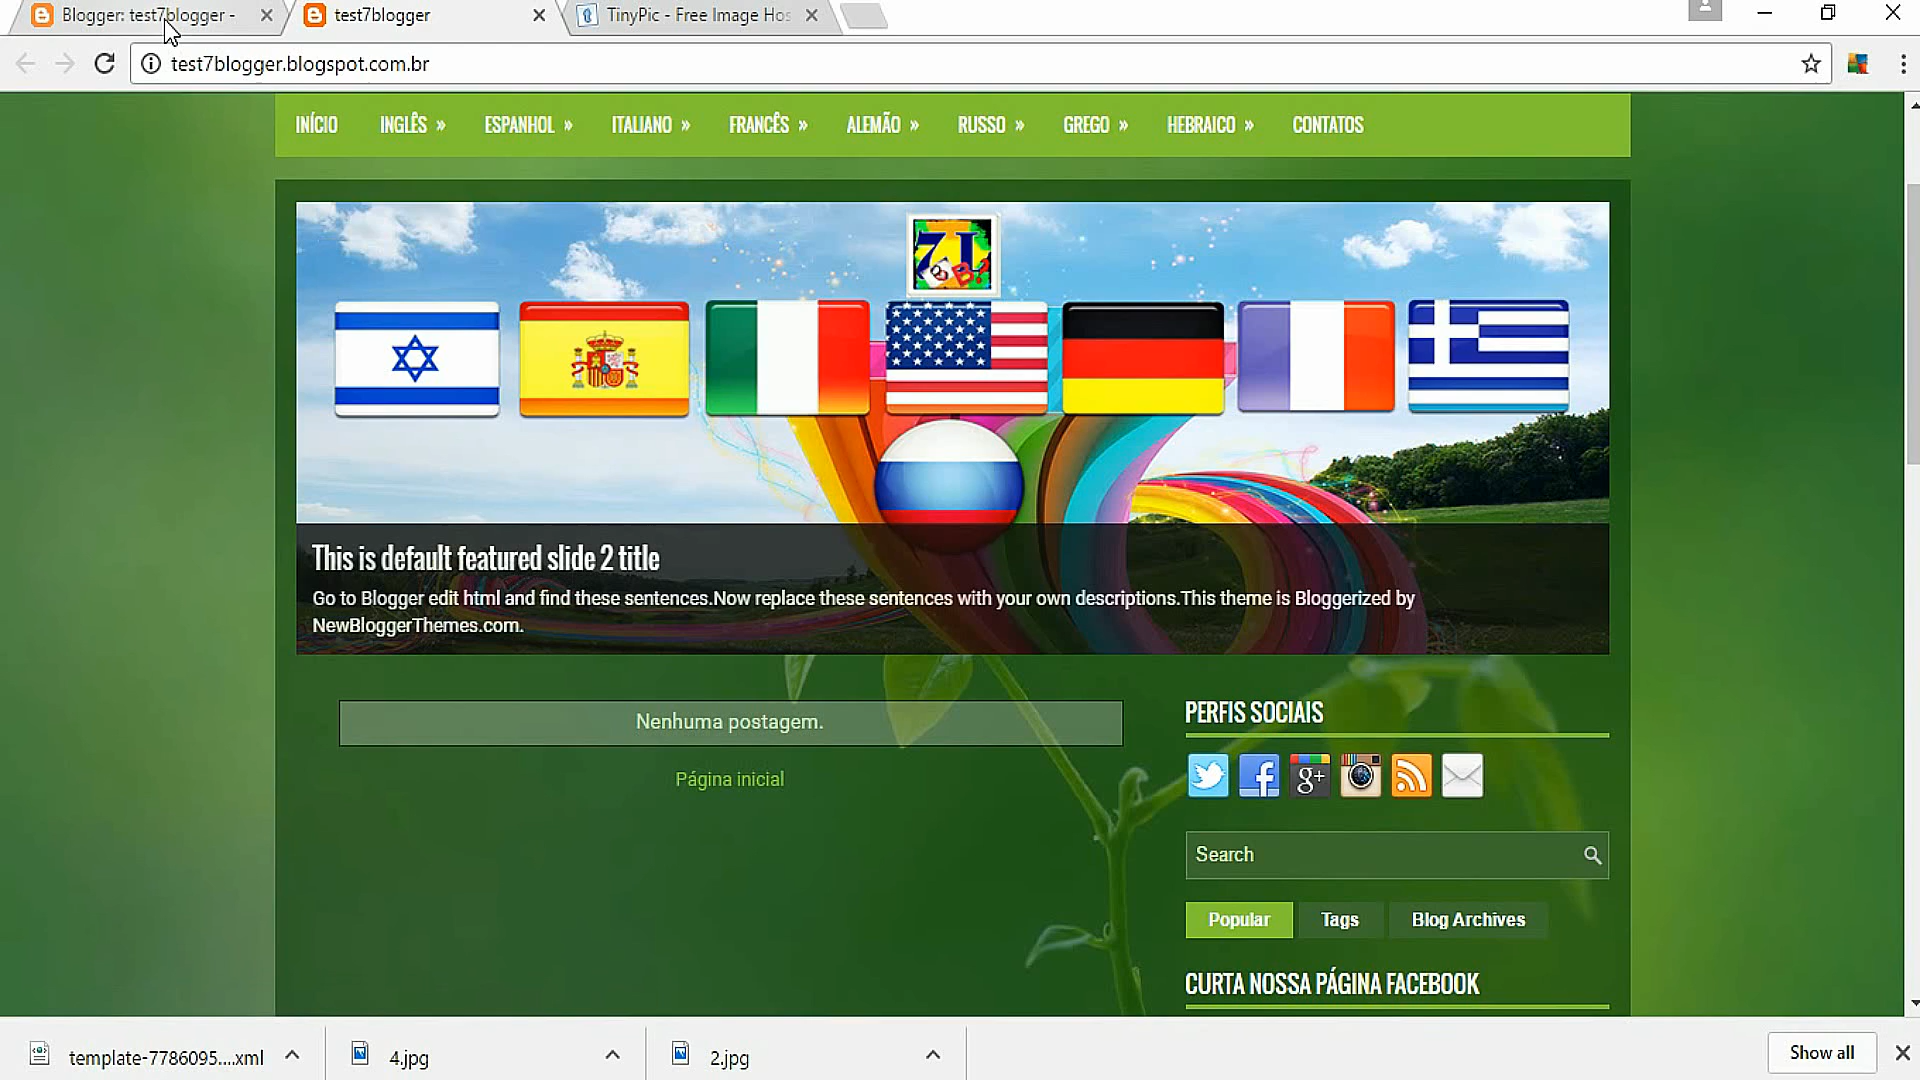 Blogger: test7blogger -
test7blogger
TinyPic - Free Image Hos
test7blogger.blogspot.com.br
INÍCIO
INGLÊS »
ESPANHOL »
ITALIANO »
FRANCÊS »
ALEMÃO »
RUSSO »
GREGO »
HEBRAICO »
CONTATOS
This is default featured slide 2 title
Go to Blogger edit html and find these sentences.Now replace these sentences with your own descriptions.This theme is Bloggerized by
NewBloggerThemes.com.
Nenhuma postagem.
Página inicial
PERFIS SOCIAIS
Search
Popular
Tags
Blog Archives
CURTA NOSSA PÁGINA FACEBOOK
template-7786095....xml
4.jpg
2.jpg
Show all